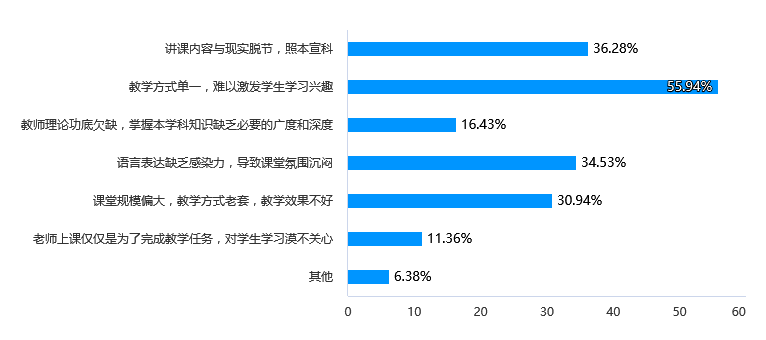 讲课内容与现实脱节，照本宣科 36.28%
教学方式单一，难以激发学生学习兴趣 55.94%
教师理论功底欠缺，掌握本学科知识缺乏必要的广度和深度 16.43%
语言表达缺乏感染力，导致课堂氛围沉闷 34.53%
课堂规模偏大，教学方式老套，教学效果不好 30.94%
老师上课仅仅是为了完成教学任务，对学生学习漠不关心 11.36%
其他 6.38%
0 10 20 30 40 50 60